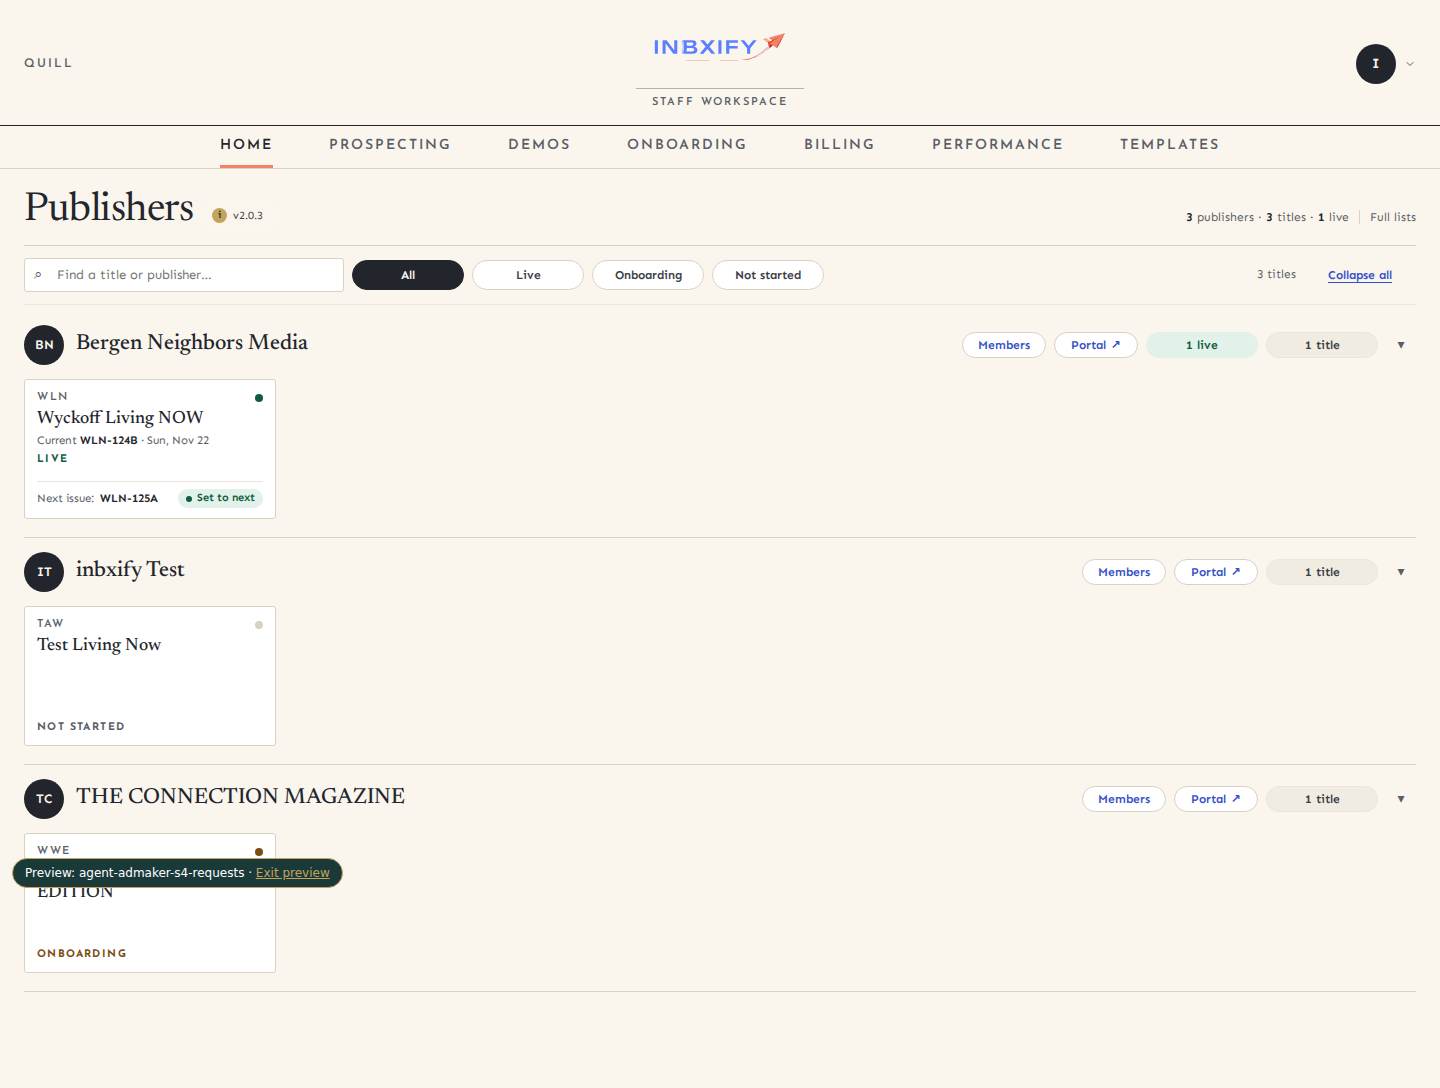 QUILL
INBXIFY
STAFF WORKSPACE
I
HOME PROSPECTING DEMOS ONBOARDING BILLING PERFORMANCE TEMPLATES
Publishers
i v2.0.3
3 publishers · 3 titles · 1 live Full lists
Find a title or publisher...
All Live Onboarding Not started
3 titles Collapse all
BN Bergen Neighbors Media Members Portal ↗ 1 live 1 title ▼
WLN
Wyckoff Living NOW
Current WLN-124B · Sun, Nov 22
LIVE
Next issue: WLN-125A Set to next
IT inbxify Test Members Portal ↗ 1 title ▼
TAW
Test Living Now
NOT STARTED
TC THE CONNECTION MAGAZINE Members Portal ↗ 1 title ▼
WWE
Preview: agent-admaker-s4-requests · Exit preview
EDITION
ONBOARDING